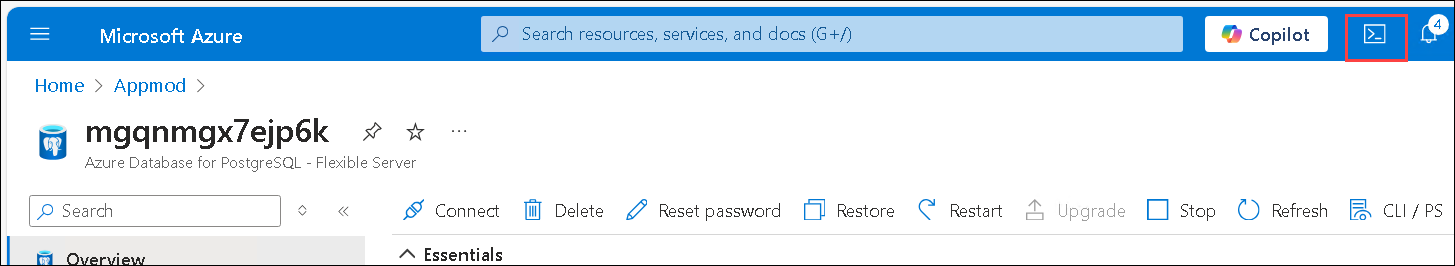 Microsoft Azure Search resources, services, and docs (G+/) Copilot 4
Home > Appmod >
mgqnmgx7ejp6k ...
Azure Database for PostgreSQL - Flexible Server
Search « Connect Delete Reset password Restore Restart Upgrade Stop Refresh CLI / PS
Overview Essentials